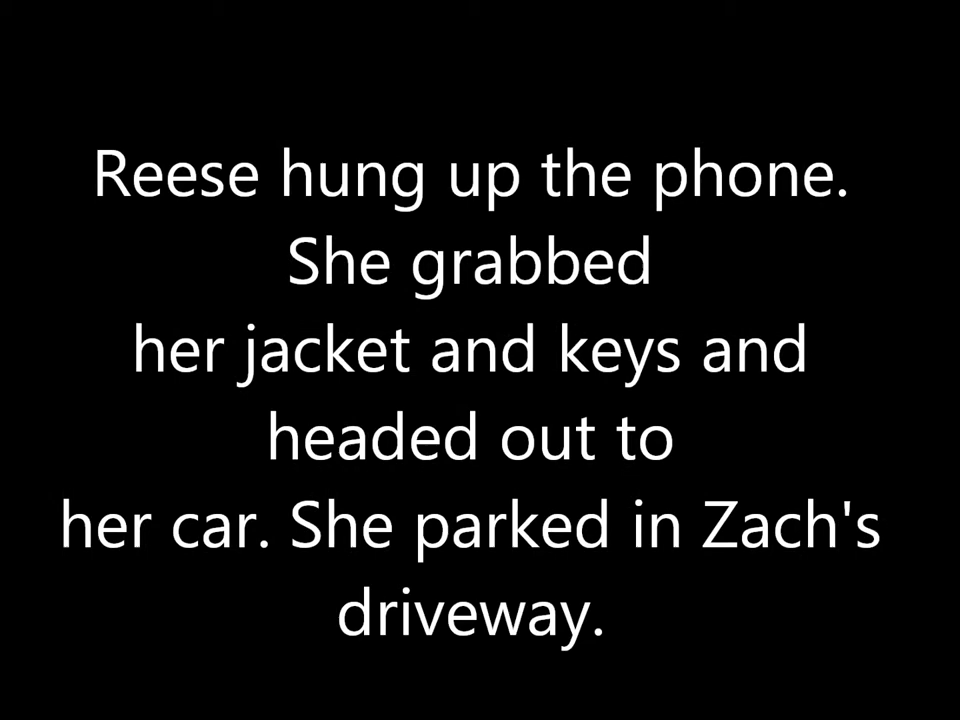 Reese hung up the phone.
She grabbed
her jacket and keys and
headed out to
her car. She parked in Zach's
driveway.